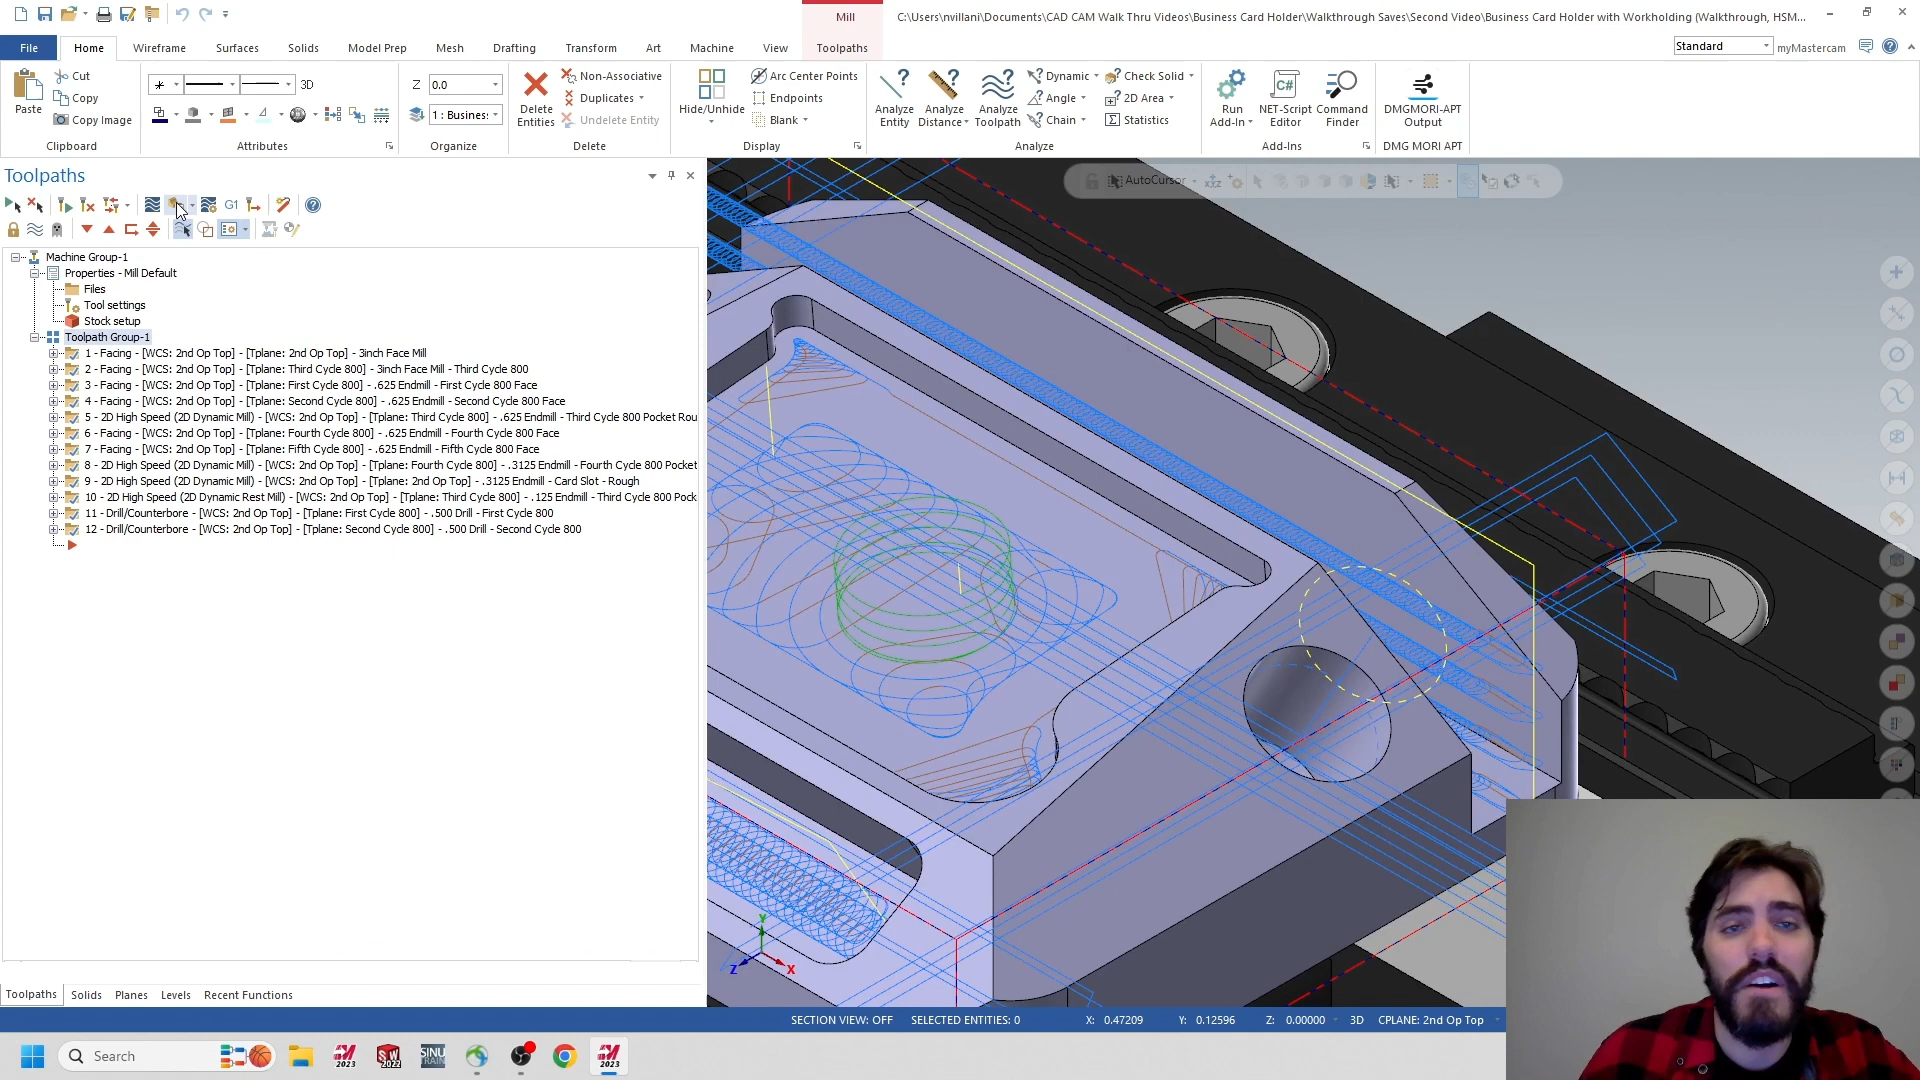 Mill
C:\Users\nvillani\Documents\CAD CAM Walk Thru Videos\Business Card Holder\Walkthrough Saves\Second Video\Business Card Holder with Workholding (Walkthrough, HSM...
File Home Wireframe Surfaces Solids Model Prep Mesh Drafting Transform Art Machine View Toolpaths
Standard myMastercam
Paste
Cut
Copy
Copy Image
Clipboard
3D
Attributes
Z 0.0
1 : Business:
Organize
Delete Entities
Non-Associative
Duplicates
Undelete Entity
Delete
Hide/Unhide
Arc Center Points
Endpoints
Blank
Display
Analyze Entity
Analyze Distance
Analyze Toolpath
Dynamic
Angle
Chain
Check Solid
2D Area
Statistics
Analyze
Run Add-In
NET-Script Editor
Command Finder
Add-Ins
DMGMORI-APT Output
DMG MORI APT
Toolpaths
G1
AutoCursor
Machine Group-1
Properties - Mill Default
Files
Tool settings
Stock setup
Toolpath Group-1
1 - Facing - [WCS: 2nd Op Top] - [Tplane: 2nd Op Top] - 3inch Face Mill
2 - Facing - [WCS: 2nd Op Top] - [Tplane: Third Cycle 800] - 3inch Face Mill - Third Cycle 800
3 - Facing - [WCS: 2nd Op Top] - [Tplane: First Cycle 800] - .625 Endmill - First Cycle 800 Face
4 - Facing - [WCS: 2nd Op Top] - [Tplane: Second Cycle 800] - .625 Endmill - Second Cycle 800 Face
5 - 2D High Speed (2D Dynamic Mill) - [WCS: 2nd Op Top] - [Tplane: Third Cycle 800] - .625 Endmill - Third Cycle 800 Pocket Rou
6 - Facing - [WCS: 2nd Op Top] - [Tplane: Fourth Cycle 800] - .625 Endmill - Fourth Cycle 800 Face
7 - Facing - [WCS: 2nd Op Top] - [Tplane: Fifth Cycle 800] - .625 Endmill - Fifth Cycle 800 Face
8 - 2D High Speed (2D Dynamic Mill) - [WCS: 2nd Op Top] - [Tplane: Fourth Cycle 800] - .3125 Endmill - Fourth Cycle 800 Pocket
9 - 2D High Speed (2D Dynamic Mill) - [WCS: 2nd Op Top] - [Tplane: 2nd Op Top] - .3125 Endmill - Card Slot - Rough
10 - 2D High Speed (2D Dynamic Rest Mill) - [WCS: 2nd Op Top] - [Tplane: Third Cycle 800] - .125 Endmill - Third Cycle 800 Pock
11 - Drill/Counterbore - [WCS: 2nd Op Top] - [Tplane: First Cycle 800] - .500 Drill - First Cycle 800
12 - Drill/Counterbore - [WCS: 2nd Op Top] - [Tplane: Second Cycle 800] - .500 Drill - Second Cycle 800
Y
Z X
Toolpaths Solids Planes Levels Recent Functions
SECTION VIEW: OFF SELECTED ENTITIES: 0 X: 0.47209 Y: 0.12596 Z: 0.00000 3D CPLANE: 2nd Op Top
Search
2023
SW 2022
SINU TRAIN
2023